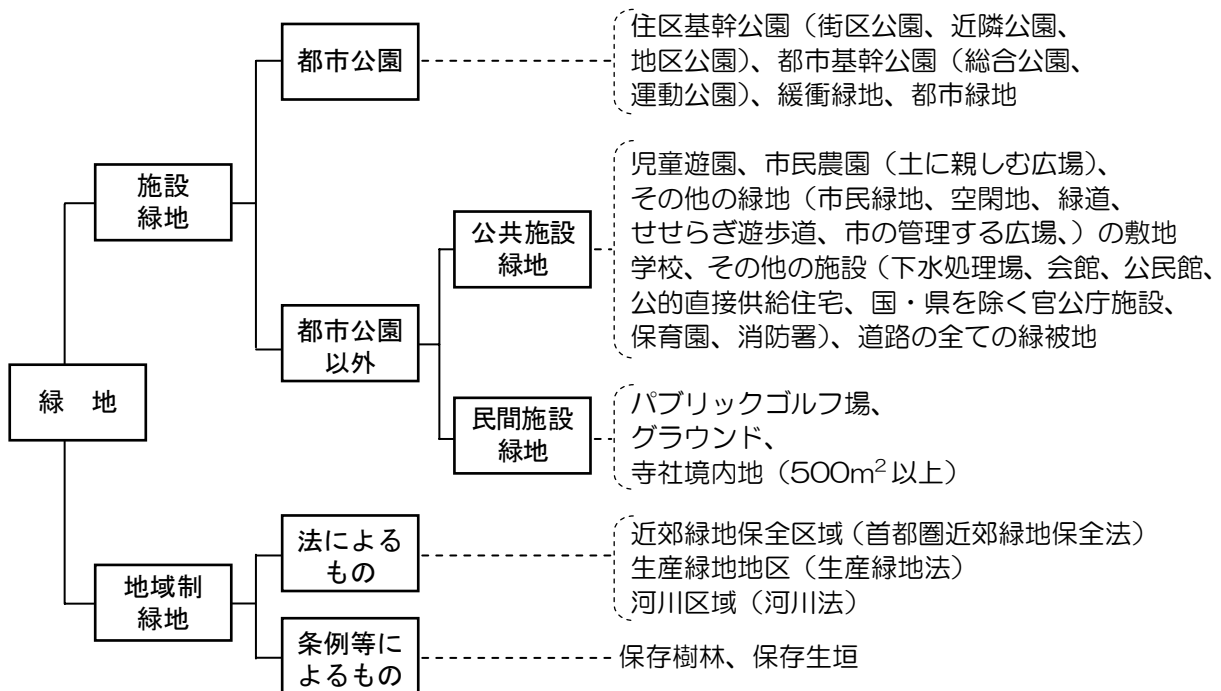 緑　地
施設
緑地
都市公園
住区基幹公園（街区公園、近隣公園、
地区公園）、都市基幹公園（総合公園、
運動公園）、緩衝緑地、都市緑地
都市公園
以外
公共施設
緑地
児童遊園、市民農園（土に親しむ広場）、
その他の緑地（市民緑地、空閑地、緑道、
せせらぎ遊歩道、市の管理する広場、）の敷地
学校、その他の施設（下水処理場、会館、公民館、
公的直接供給住宅、国・県を除く官公庁施設、
保育園、消防署）、道路の全ての緑被地
民間施設
緑地
パブリックゴルフ場、
グラウンド、
寺社境内地（500m²以上）
地域制
緑地
法による
もの
近郊緑地保全区域（首都圏近郊緑地保全法）
生産緑地地区（生産緑地法）
河川区域（河川法）
条例等に
よるもの
保存樹林、保存生垣